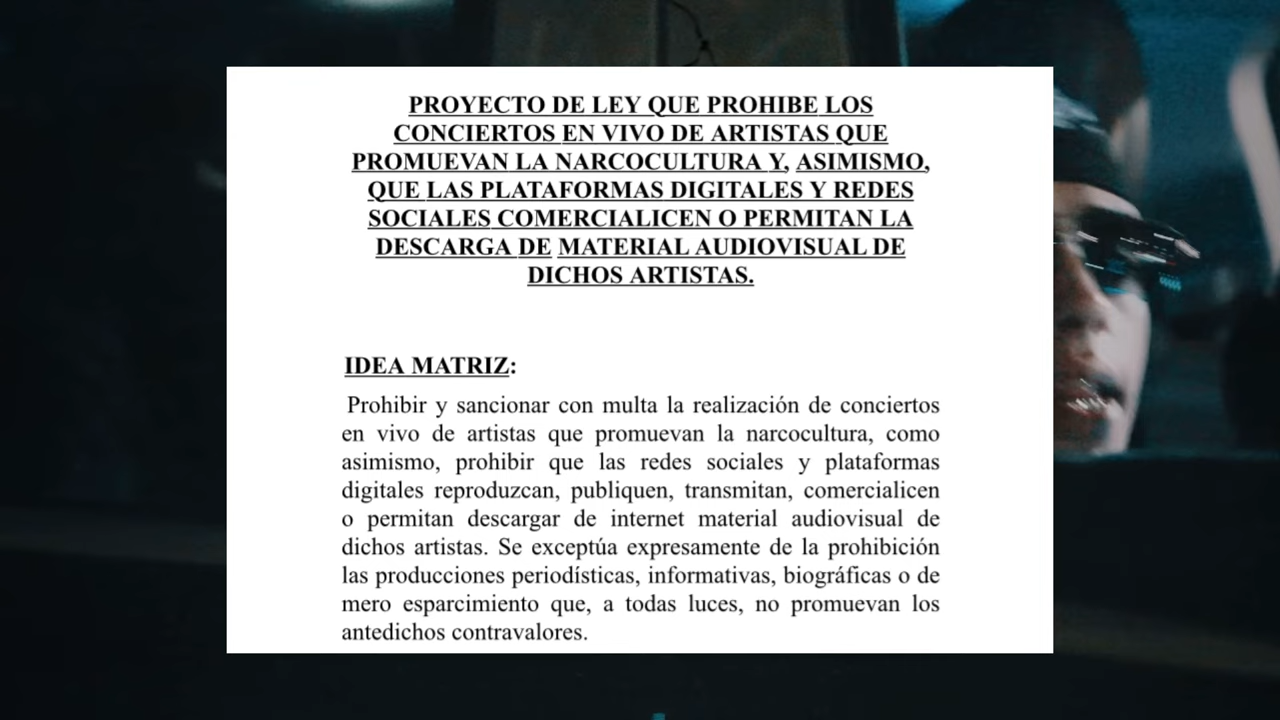 PROYECTO DE LEY QUE PROHIBE LOS
CONCIERTOS EN VIVO DE ARTISTAS QUE
PROMUEVAN LA NARCOCULTURA Y, ASIMISMO,
QUE LAS PLATAFORMAS DIGITALES Y REDES
SOCIALES COMERCIALICEN O PERMITAN LA
DESCARGA DE MATERIAL AUDIOVISUAL DE
DICHOS ARTISTAS.
IDEA MATRIZ:
Prohibir y sancionar con multa la realización de conciertos
en vivo de artistas que promuevan la narcocultura, como
asimismo, prohibir que las redes sociales y plataformas
digitales reproduzcan, publiquen, transmitan, comercialicen
o permitan descargar de internet material audiovisual de
dichos artistas. Se exceptúa expresamente de la prohibición
las producciones periodísticas, informativas, biográficas o de
mero esparcimiento que, a todas luces, no promuevan los
antedichos contravalores.